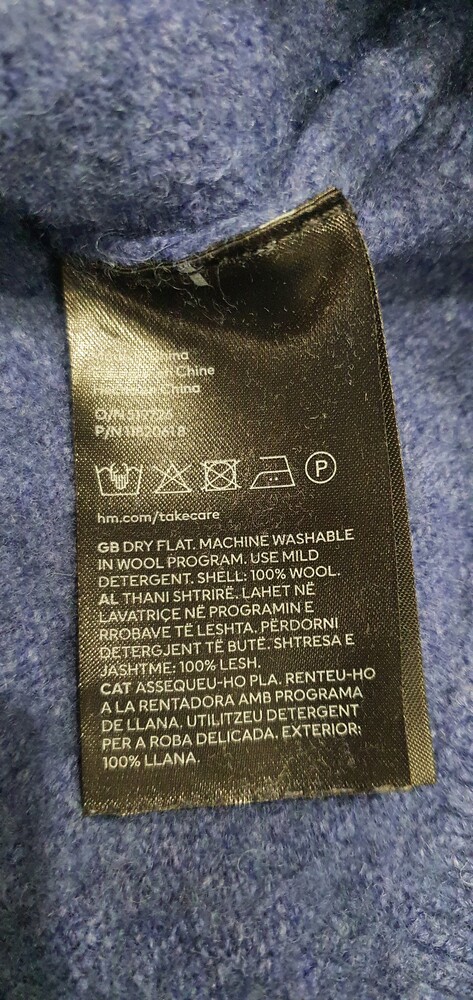 Chine
China
hm.com/takecare
GB DRY FLAT. MACHINE WASHABLE
IN WOOL PROGRAM. USE MILD
DETERGENT. SHELL: 100% WOOL.
AL THANI SHTRIRË. LAHET NË
LAVATRIÇE NË PROGRAMIN E
RROBAVE TË LESHTA. PËRDORNI
DETERGJENT TË BUTË. SHTRESA E
JASHTME: 100% LESH.
CAT ASSEQUEU-HO PLA. RENTEU-HO
A LA RENTADORA AMB PROGRAMA
DE LLANA. UTILITZEU DETERGENT
PER A ROBA DELICADA. EXTERIOR:
100% LLANA.